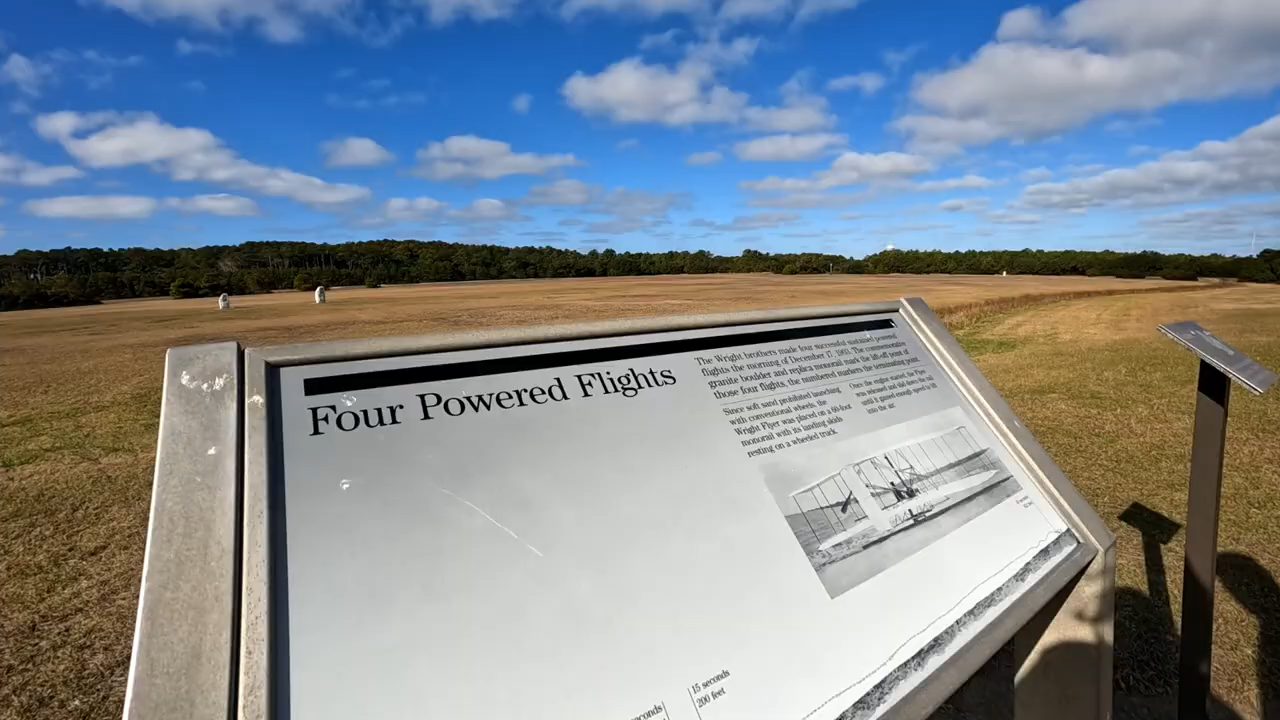 Four Powered Flights
The Wright brothers made four successful sustained powered
flights the morning of December 17, 1903. The commemorative
granite boulder and replica monorail mark the lift-off point of
those four flights, the numbered markers the terminating point.
Since soft sand prohibited launching
with conventional wheels, the
Wright Flyer was placed on a 60-foot
monorail with its landing skids
resting on a wheeled truck.
Once the engine started, the Flyer
was released and slid down the rail
until it gained enough speed to lift
into the air.
15 seconds
200 feet
seconds